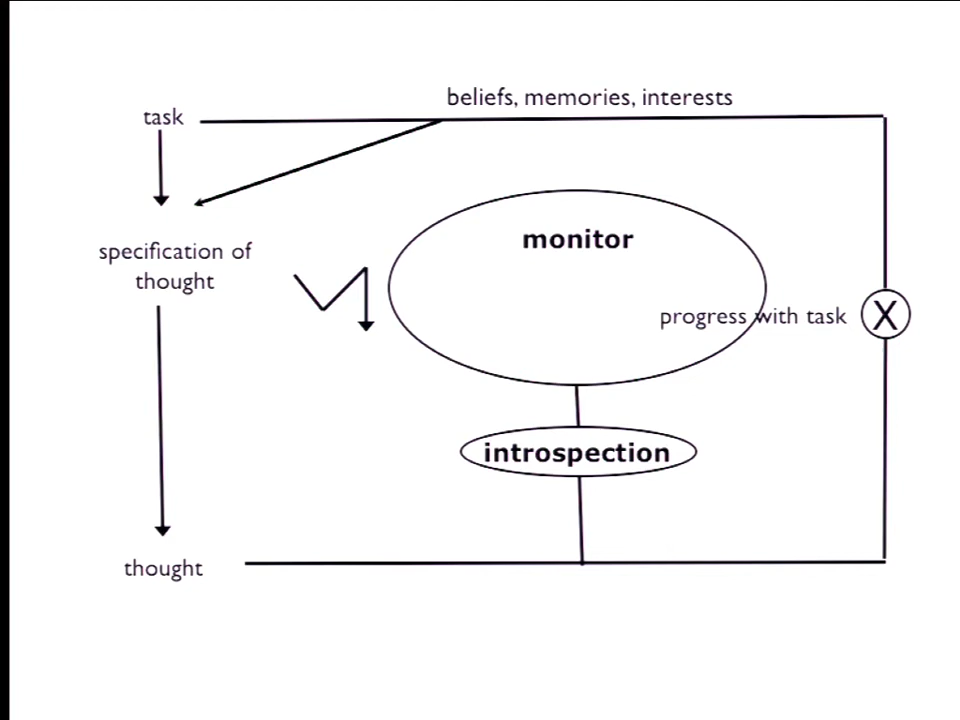 beliefs, memories, interests
task
monitor
specification of
thought
progress with task
X
introspection
thought